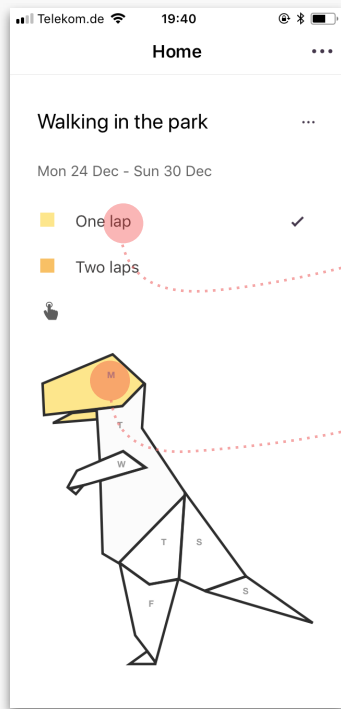 Telekom.de 19:40
Home
Walking in the park
Mon 24 Dec - Sun 30 Dec
One lap
Two laps
M
T
W
T S
S
F